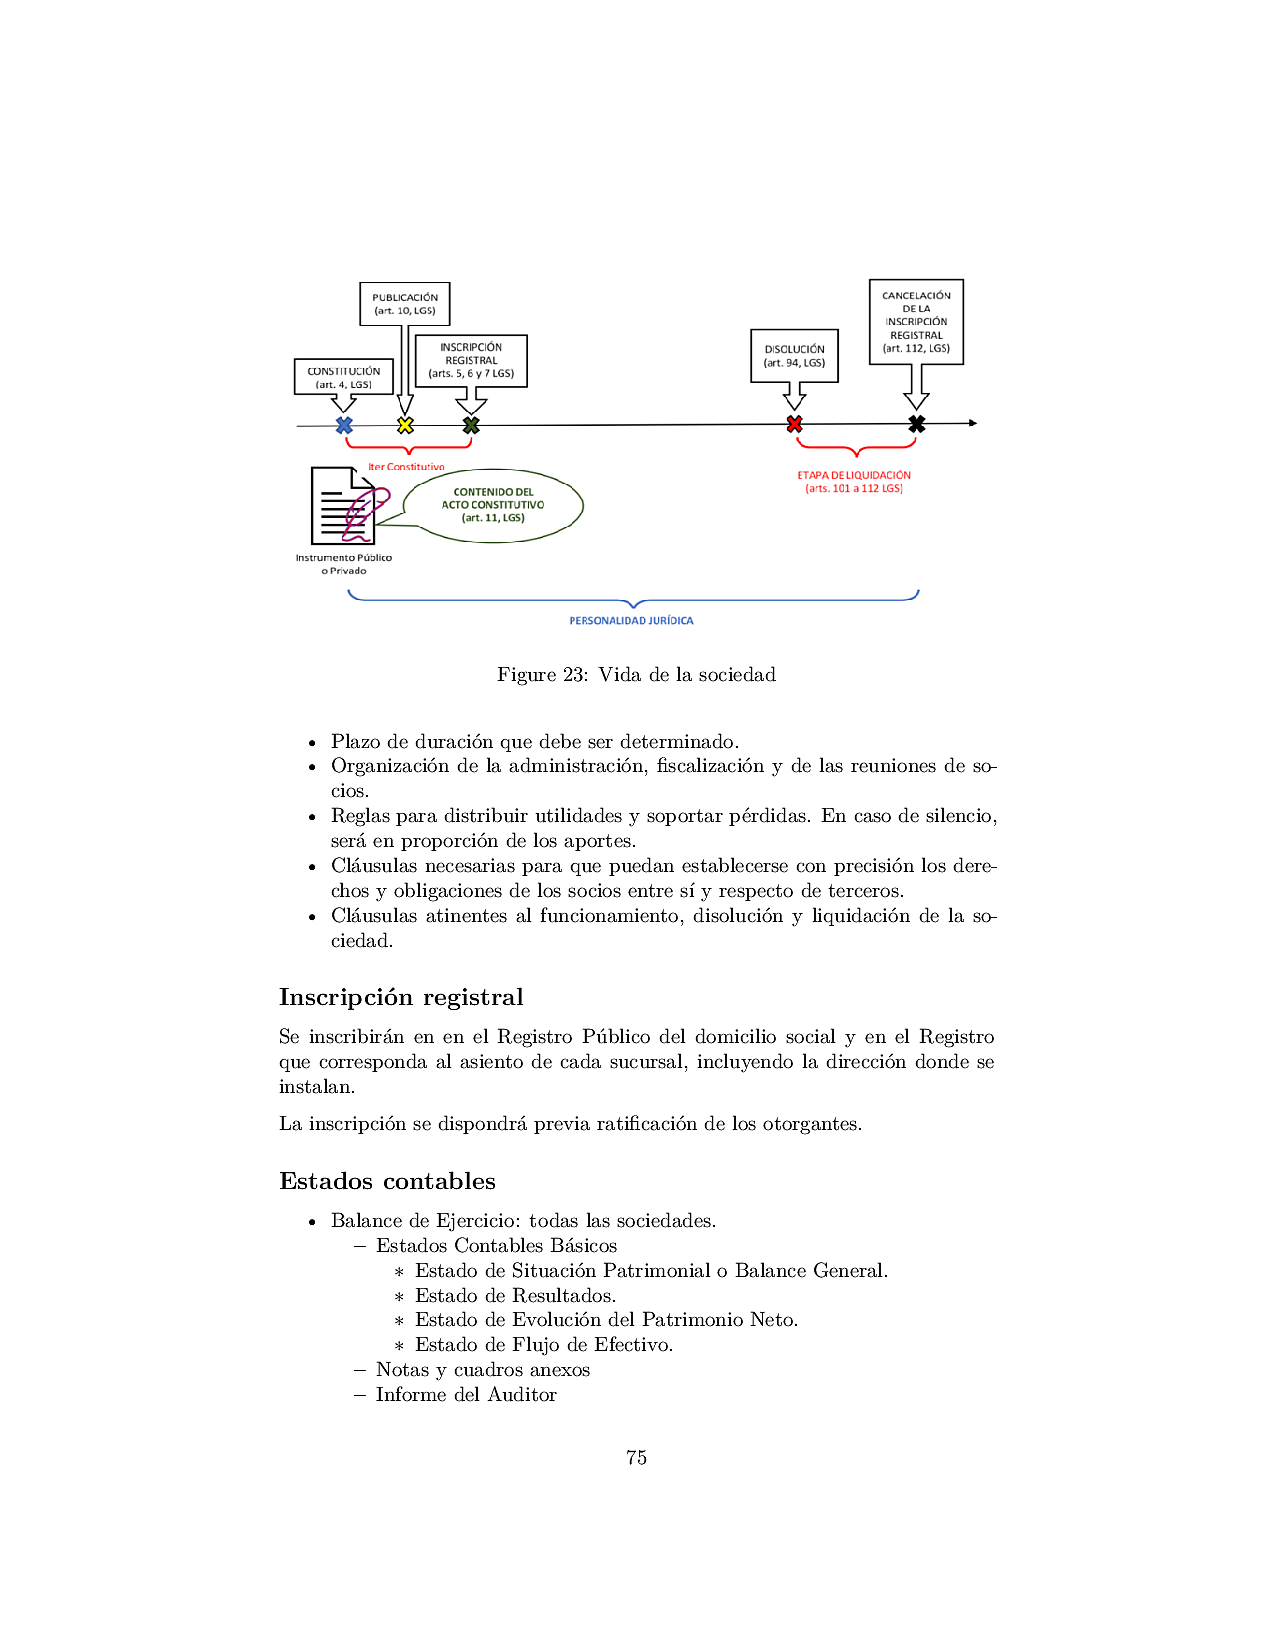 PUBLICACIÓN
(art. 10, LGS)
CANCELACIÓN
DE LA
INSCRIPCIÓN
REGISTRAL
(art. 112, LGS)
INSCRIPCIÓN
REGISTRAL
(arts. 5, 6 y 7 LGS)
DISOLUCIÓN
(art. 94, LGS)
CONSTITUCIÓN
(art. 4, LGS)
Iter Constitutivo
ETAPA DE LIQUIDACIÓN
(arts. 101 a 112 LGS)
CONTENIDO DEL
ACTO CONSTITUTIVO
(art. 11, LGS)
Instrumento Público
o Privado
PERSONALIDAD JURÍDICA
Figure 23: Vida de la sociedad
• Plazo de duración que debe ser determinado.
• Organización de la administración, fiscalización y de las reuniones de so-
cios.
• Reglas para distribuir utilidades y soportar pérdidas. En caso de silencio,
será en proporción de los aportes.
• Cláusulas necesarias para que puedan establecerse con precisión los dere-
chos y obligaciones de los socios entre sí y respecto de terceros.
• Cláusulas atinentes al funcionamiento, disolución y liquidación de la so-
ciedad.
Inscripción registral
Se inscribirán en en el Registro Público del domicilio social y en el Registro
que corresponda al asiento de cada sucursal, incluyendo la dirección donde se
instalan.
La inscripción se dispondrá previa ratificación de los otorgantes.
Estados contables
• Balance de Ejercicio: todas las sociedades.
– Estados Contables Básicos
∗ Estado de Situación Patrimonial o Balance General.
∗ Estado de Resultados.
∗ Estado de Evolución del Patrimonio Neto.
∗ Estado de Flujo de Efectivo.
– Notas y cuadros anexos
– Informe del Auditor
75